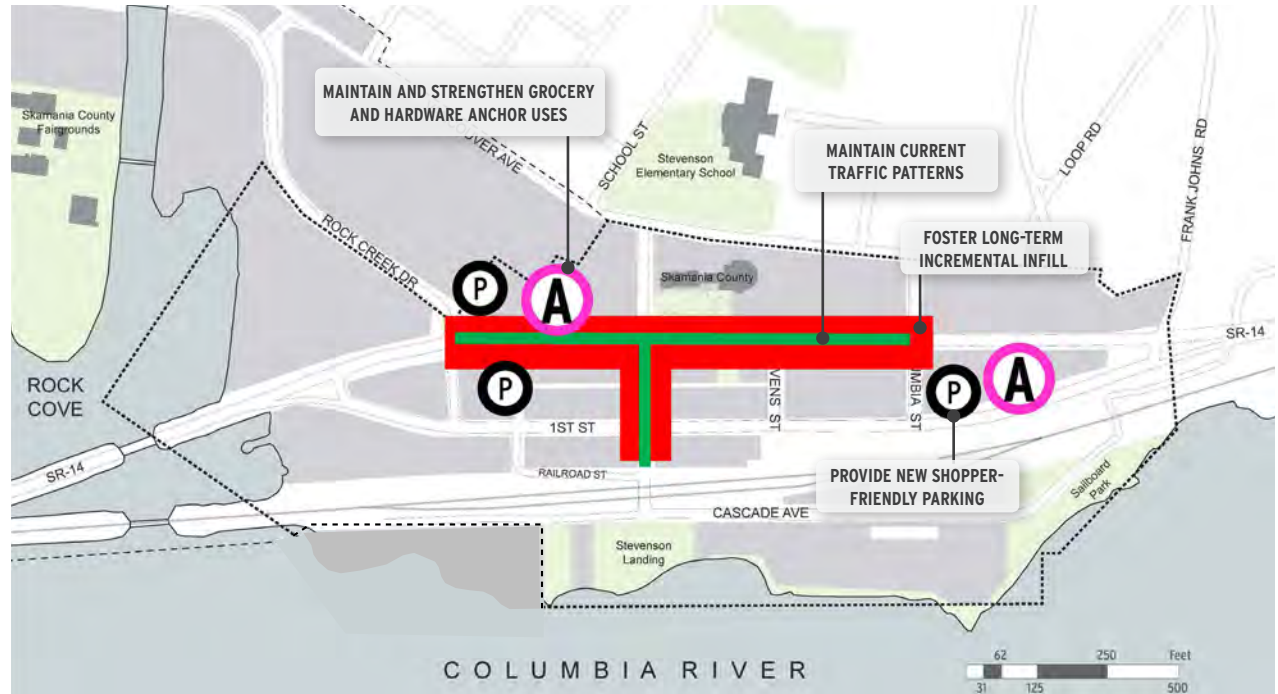 Skamania County
Fairgrounds
MAINTAIN AND STRENGTHEN GROCERY
AND HARDWARE ANCHOR USES
SCHOOL ST
Stevenson
Elementary School
MAINTAIN CURRENT
TRAFFIC PATTERNS
LOOP RD
FRANK JOHNS RD
FOSTER LONG-TERM
INCREMENTAL INFILL
ROCK CREEK DR
AVE
Skamania County
P
A
SR-14
ROCK
COVE
P
P
A
ST
ST
1ST ST
SR-14
RAILROAD ST
PROVIDE NEW SHOPPER-
FRIENDLY PARKING
Sailboard
Park
CASCADE AVE
Stevenson
Landing
COLUMBIA RIVER
62 250 Feet
31 125 500